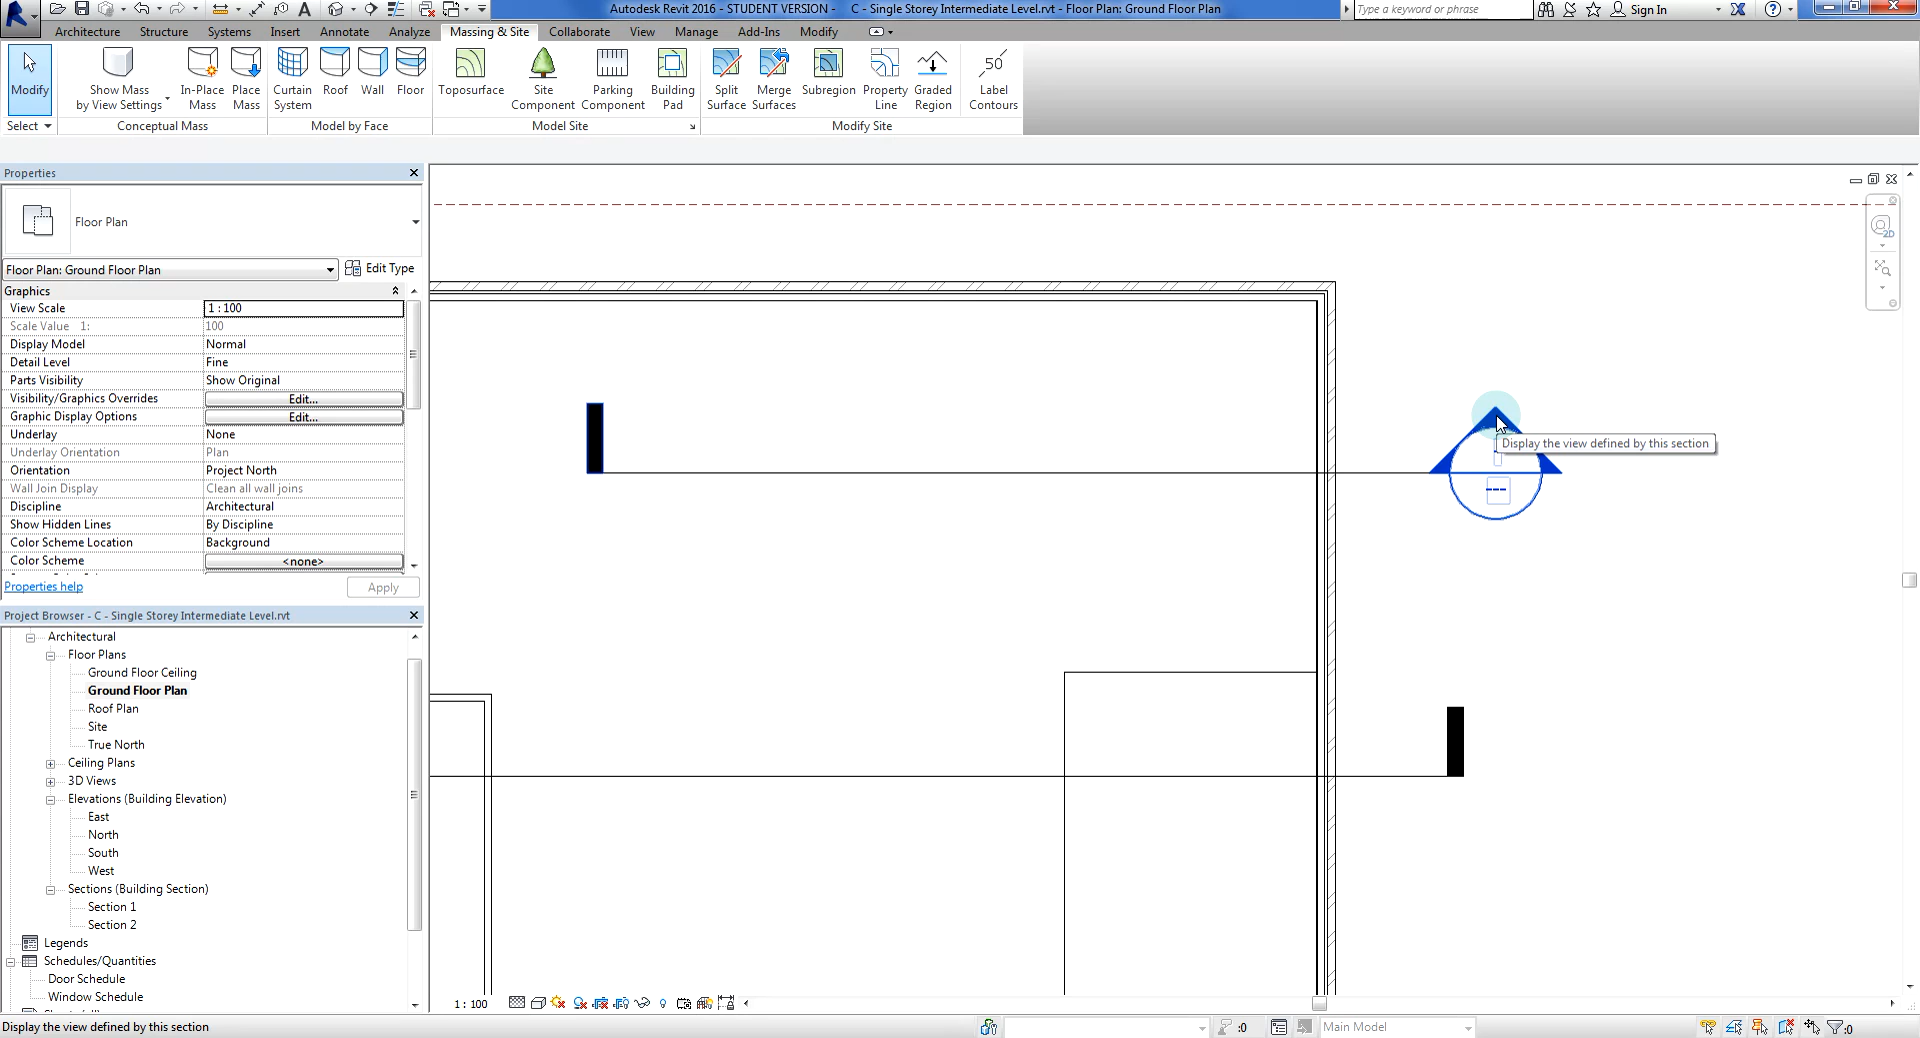 Autodesk Revit 2016 - STUDENT VERSION - C - Single Storey Intermediate Level.rvt - Floor Plan: Ground Floor Plan
Type a keyword or phrase
Sign In
Architecture Structure Systems Insert Annotate Analyze Massing & Site Collaborate View Manage Add-Ins Modify
Modify
Show Mass
by View Settings
In-Place
Mass
Place
Mass
Curtain
System
Roof
Wall
Floor
Toposurface
Site
Component
Parking
Component
Building
Pad
Split
Surface
Merge
Surfaces
Subregion
Property
Line
Graded
Region
50
Label
Contours
Select
Conceptual Mass
Model by Face
Model Site
Modify Site
Properties
Floor Plan
Floor Plan: Ground Floor Plan
Edit Type
Graphics
View Scale 1 : 100
Scale Value 1: 100
Display Model Normal
Detail Level Fine
Parts Visibility Show Original
Visibility/Graphics Overrides Edit...
Graphic Display Options Edit...
Underlay None
Underlay Orientation Plan
Orientation Project North
Wall Join Display Clean all wall joins
Discipline Architectural
Show Hidden Lines By Discipline
Color Scheme Location Background
Color Scheme <none>
Properties help
Apply
Project Browser - C - Single Storey Intermediate Level.rvt
Architectural
Floor Plans
Ground Floor Ceiling
Ground Floor Plan
Roof Plan
Site
True North
Ceiling Plans
3D Views
Elevations (Building Elevation)
East
North
South
West
Sections (Building Section)
Section 1
Section 2
Legends
Schedules/Quantities
Door Schedule
Window Schedule
2D
Display the view defined by this section
---
1 : 100
Display the view defined by this section
:0
Main Model
:0